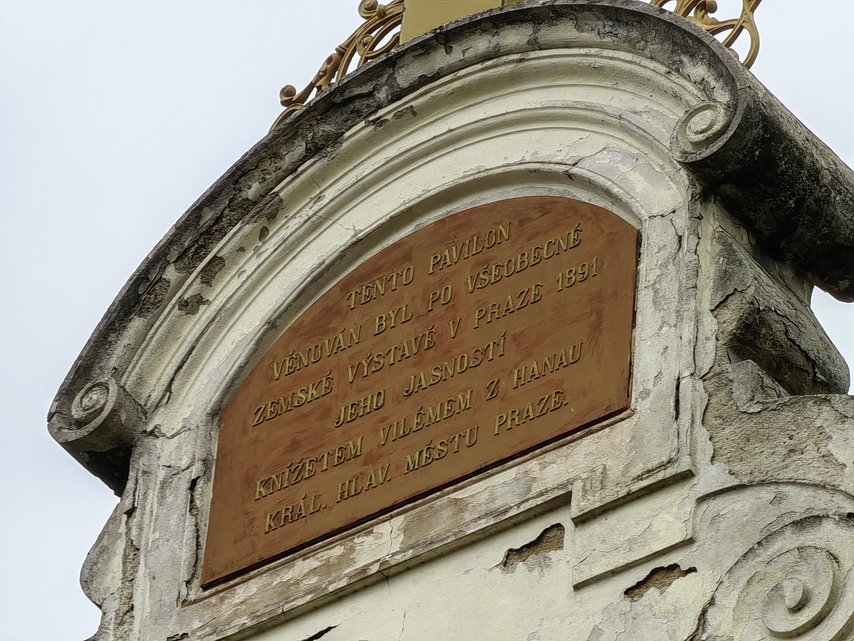 TENTO PAVILON
VĚNOVÁN BYL PO VŠEOBECNÉ
ZEMSKÉ VÝSTAVĚ V PRAZE 1891
JEHO JASNOSTÍ
KNÍŽETEM VILÉMEM Z HANAU
KRÁL. HLAV. MĚSTU PRAZE.